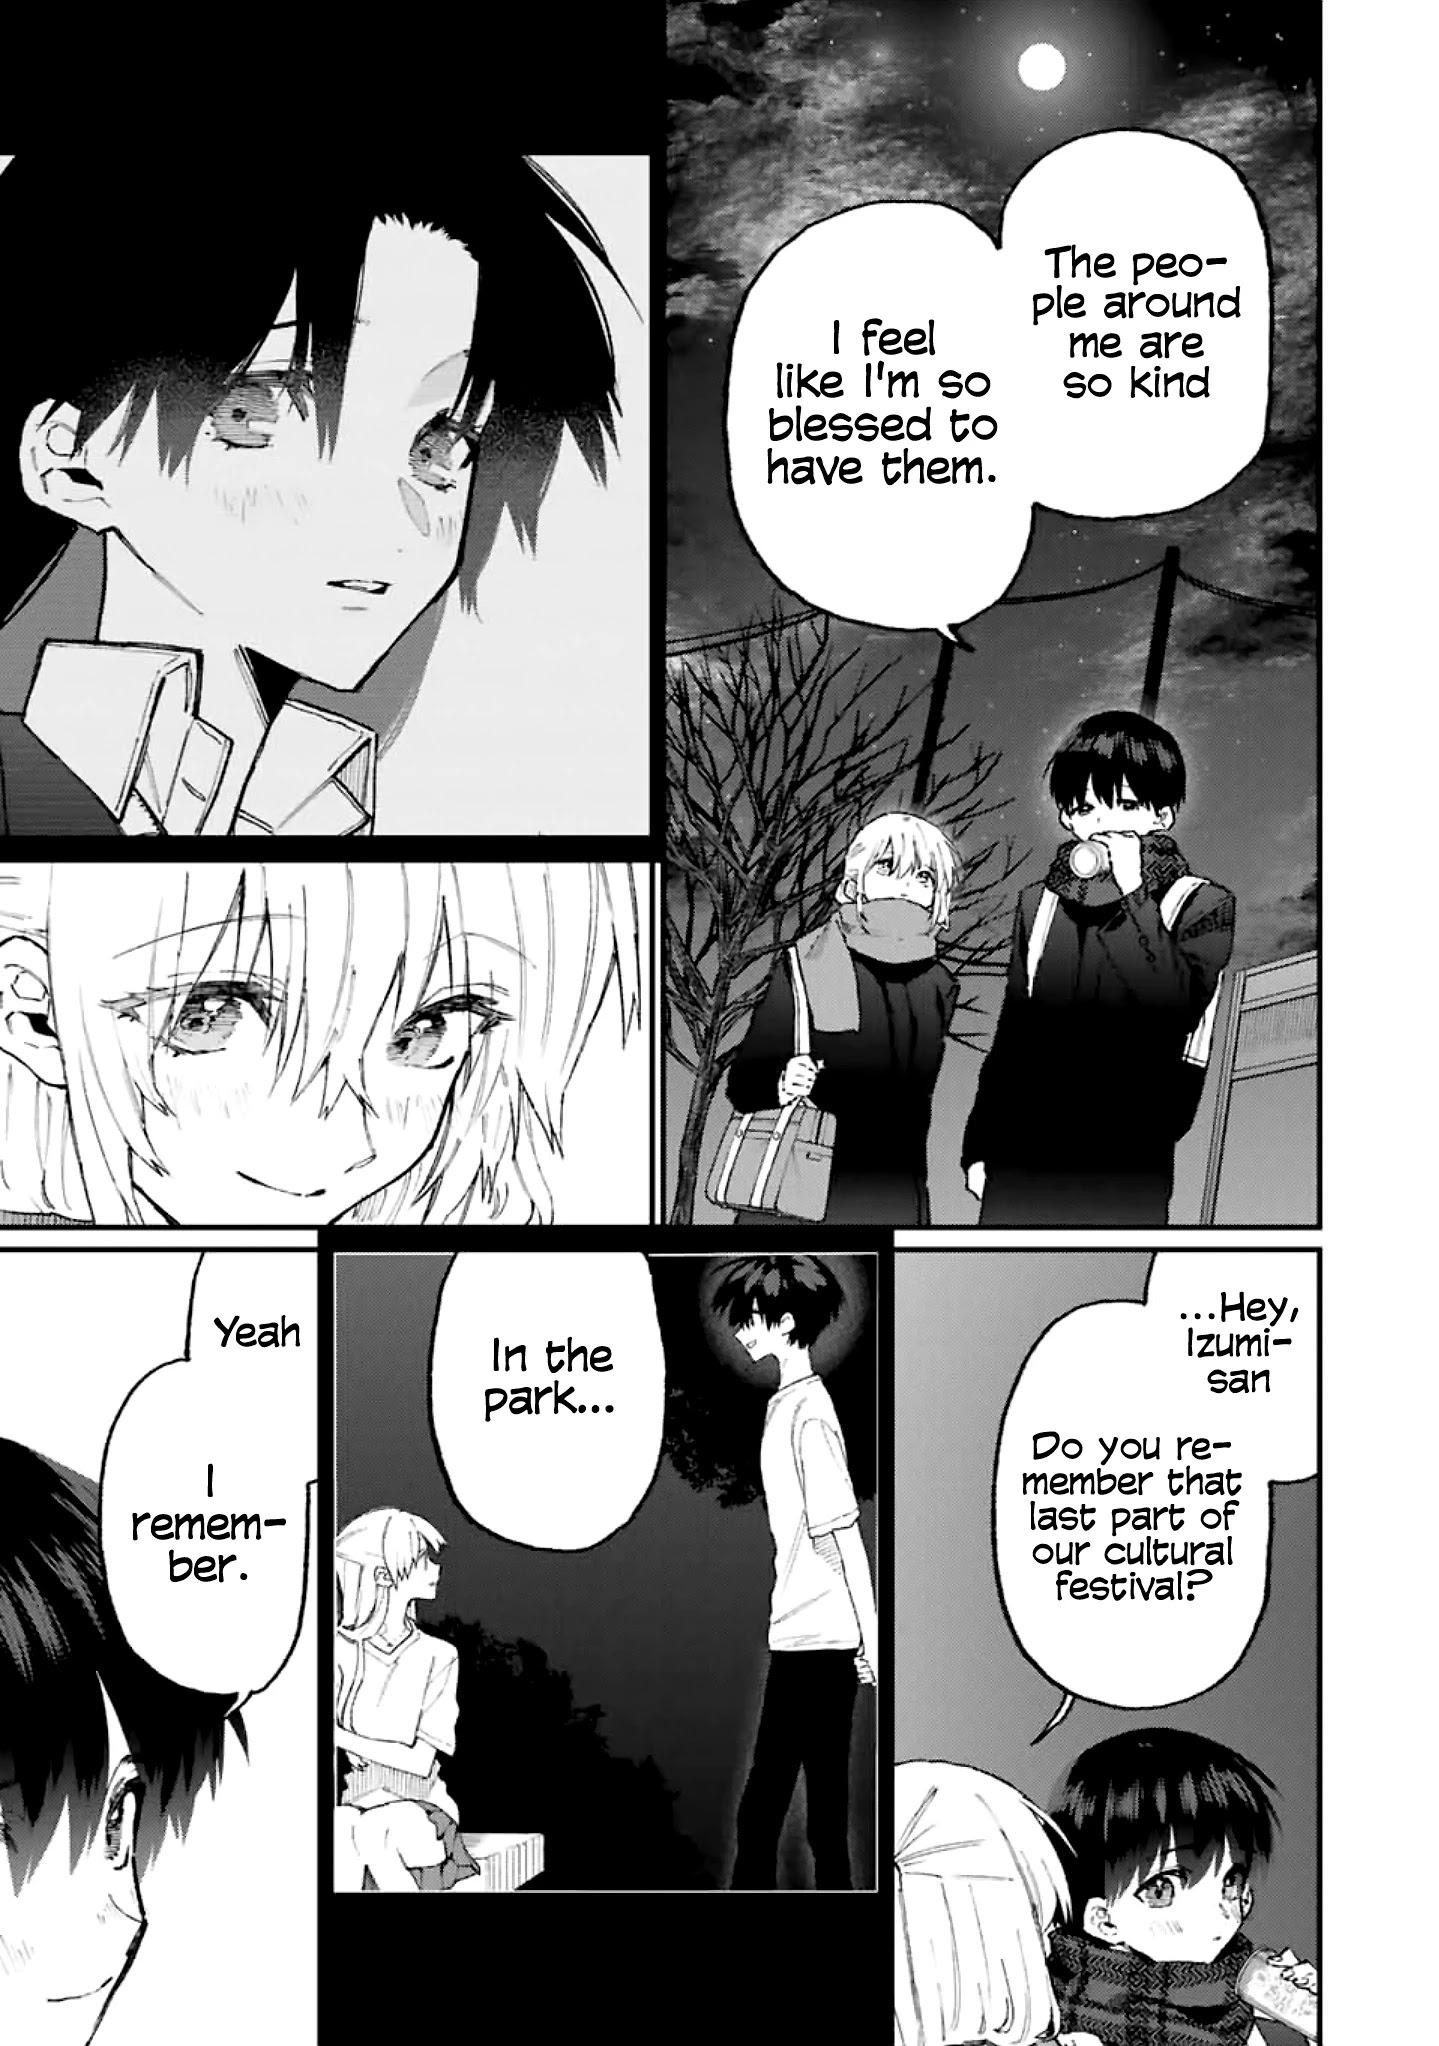 The peo-
ple around
me are
so kind
I feel
like I'm so
blessed to
have them.
...Hey,
Izumi-
san
Do you re-
member that
last part of
our cultural
festival?
In the
park...
Yeah
I
remem-
ber.